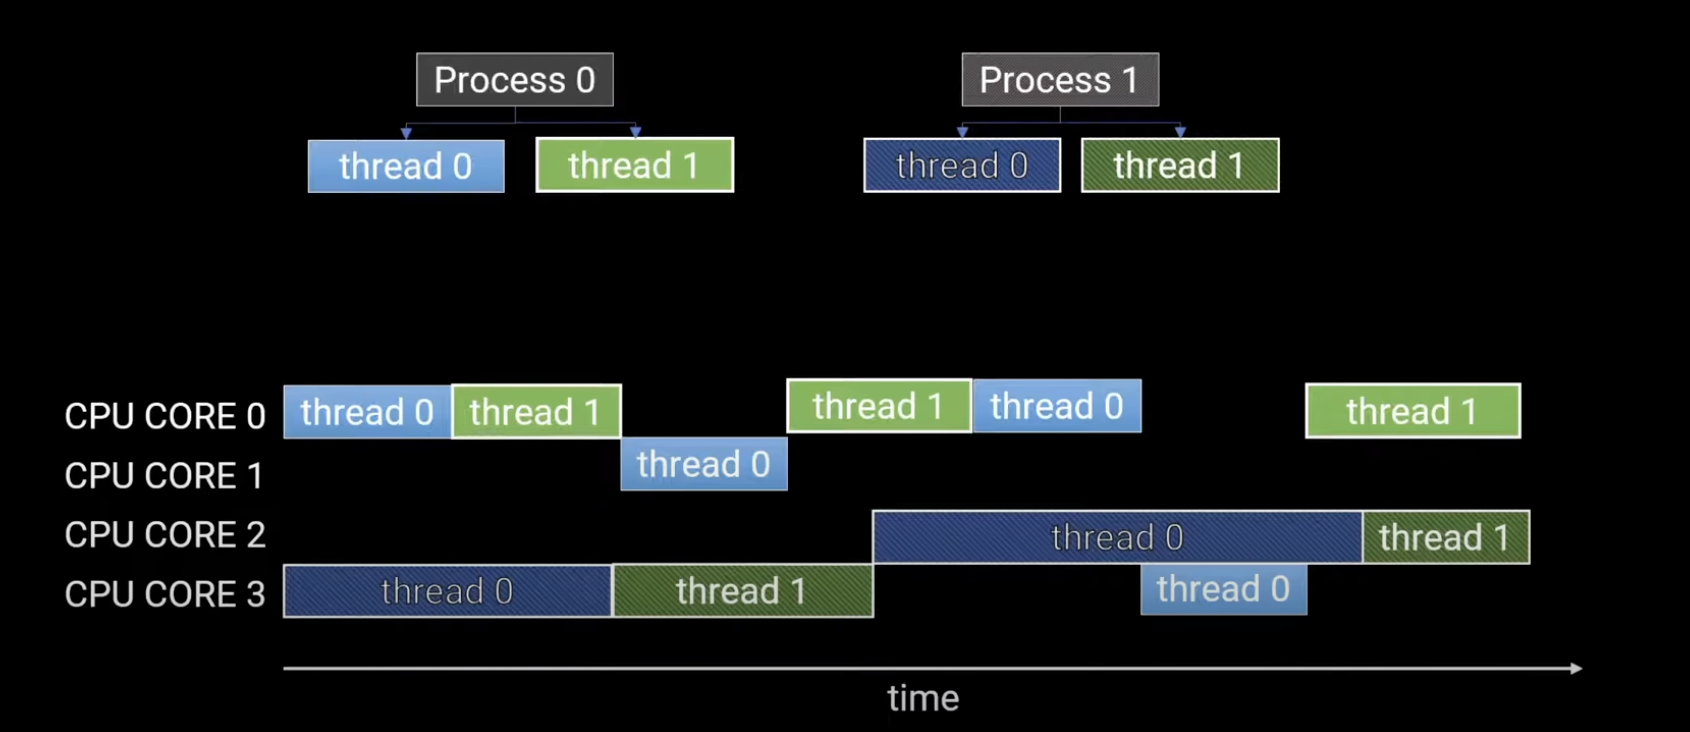 Process 0
Process 1
thread 0
thread 1
thread 0
thread 1
CPU CORE 0
thread 0
thread 1
thread 1
thread 0
thread 1
CPU CORE 1
thread 0
CPU CORE 2
thread 0
thread 1
CPU CORE 3
thread 0
thread 1
thread 0
time